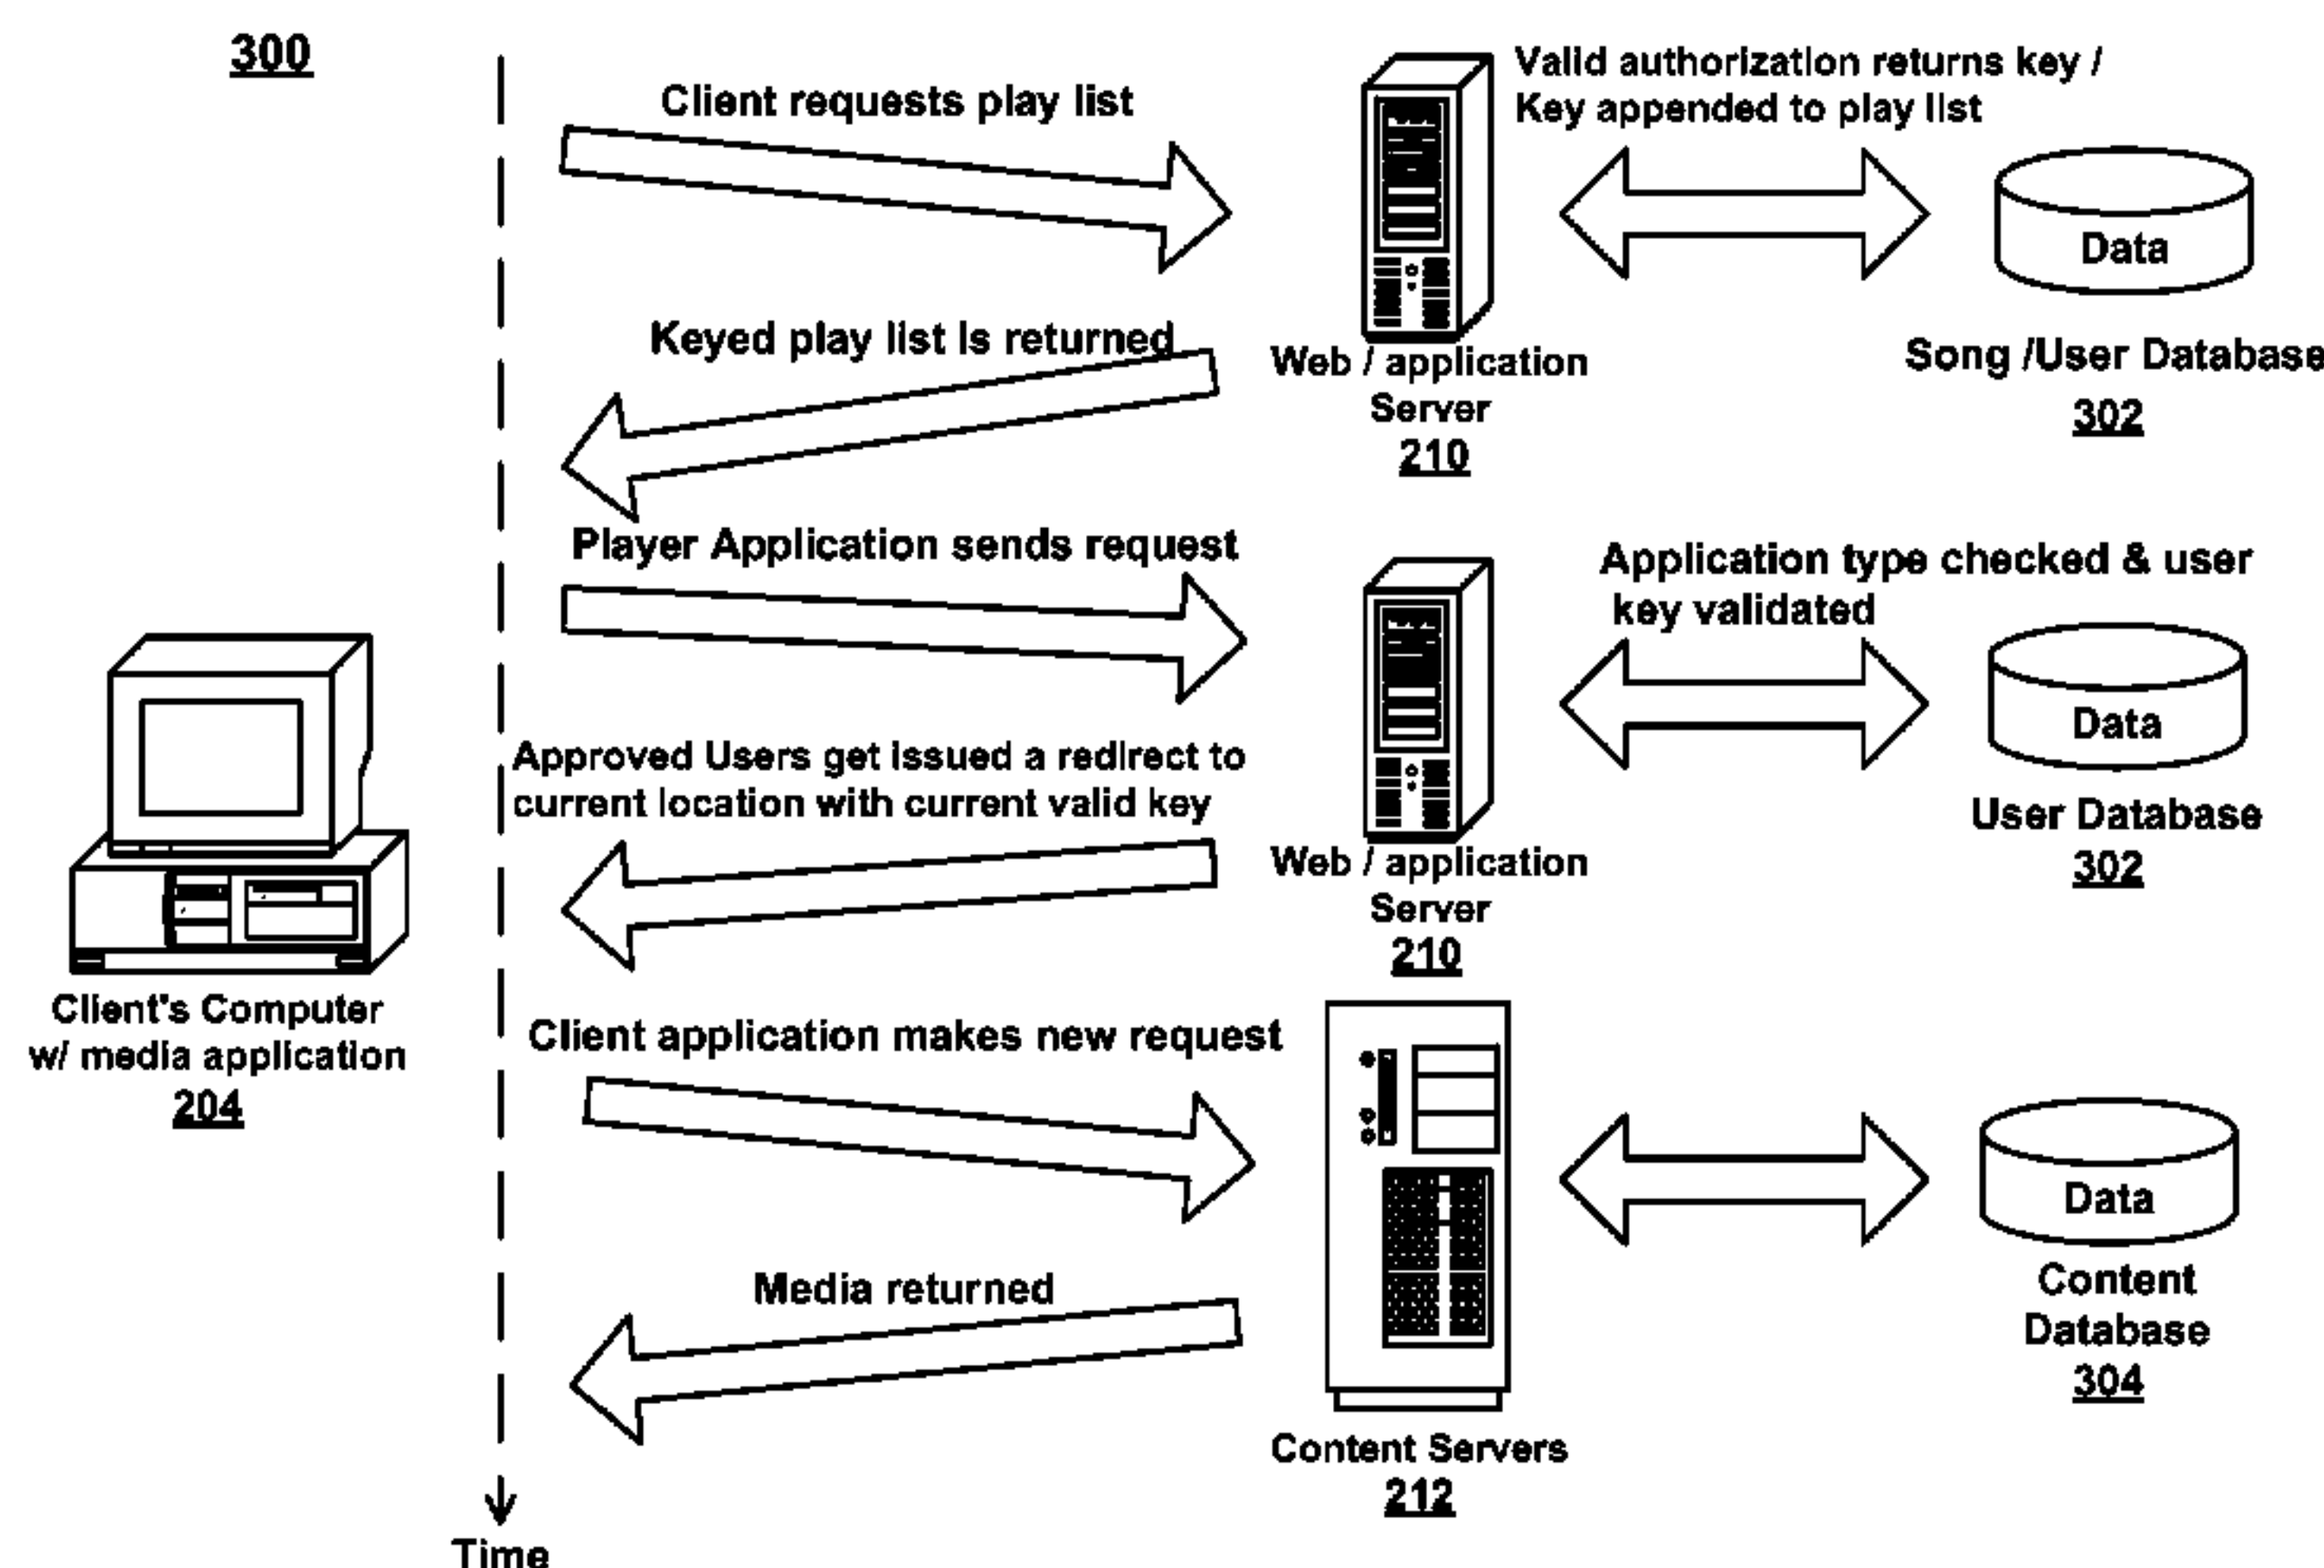 300
Client requests play list
Valid authorization returns key /
Key appended to play list
Data
Song /User Database
302
Web / application
Server
210
Keyed play list is returned
Player Application sends request
Application type checked & user
key validated
Data
User Database
302
Web / application
Server
210
Approved Users get issued a redirect to
current location with current valid key
Client's Computer
w/ media application
204
Client application makes new request
Data
Content
Database
304
Media returned
Content Servers
212
Time